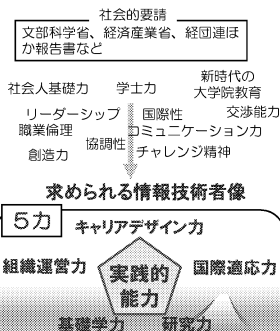 社会的要請
文部科学省、経済産業省、経団連ほ
か報告書など
社会人基礎力
学士力
新時代の
大学院教育
リーダーシップ
国際性
交渉能力
職業倫理
コミュニケーション力
協調性
創造力
チャレンジ精神
求められる情報技術者像
5力
キャリアデザイン力
組織運営力
実践的
能力
国際適応力
基礎学力
研究力